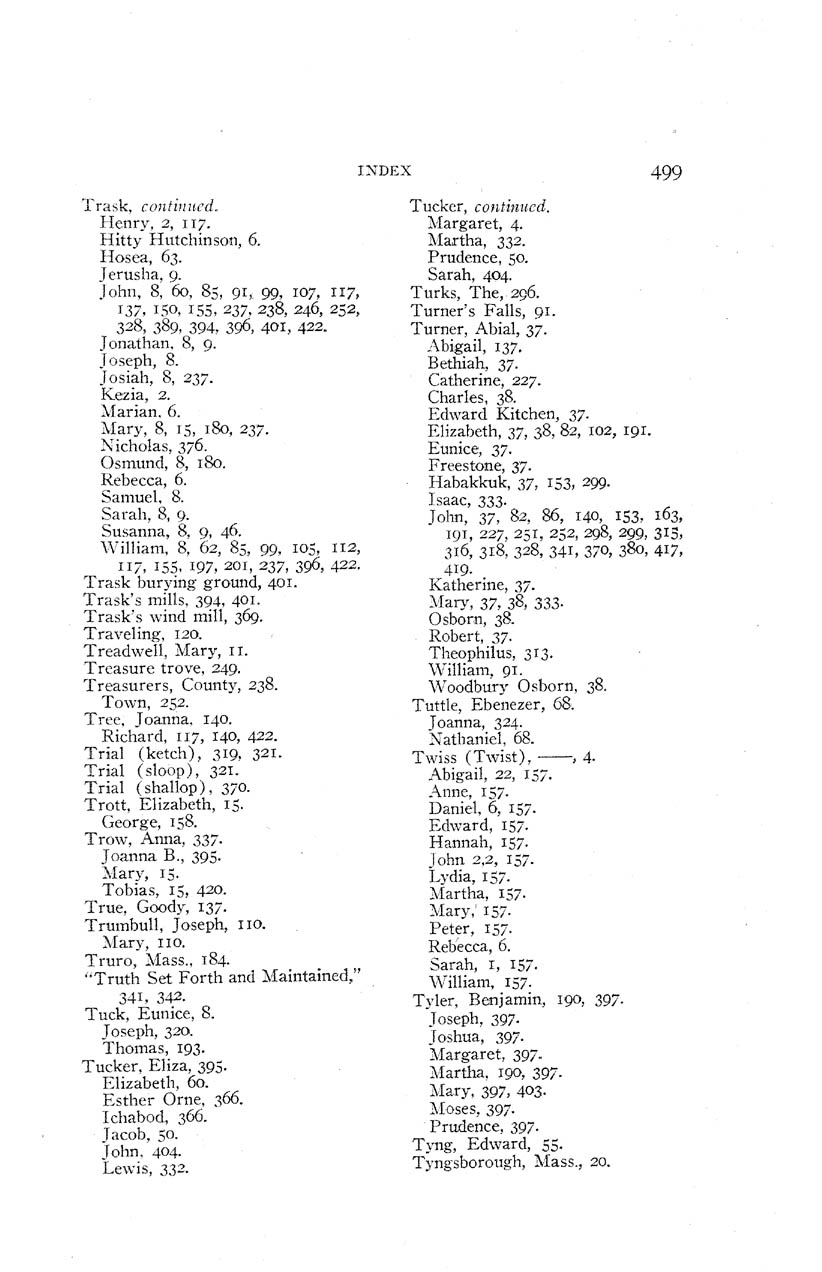 INDEX 499
Trask, continued.
Henry, 2, 117.
Hitty Hutchinson, 6.
Hosea, 63.
Jerusha, 9.
John, 8, 60, 85, 91, 99, 107, 117,
137, 150, 155, 237, 238, 246, 252,
328, 389, 394, 396, 401, 422.
Jonathan, 8, 9.
Joseph, 8.
Josiah, 8, 237.
Kezia, 2.
Marian, 6.
Mary, 8, 15, 180, 237.
Nicholas, 376.
Osmund, 8, 180.
Rebecca, 6.
Samuel, 8.
Sarah, 8, 9.
Susanna, 8, 9, 46.
William, 8, 62, 85, 99, 105, 112,
117, 155, 197, 201, 237, 396, 422.
Trask burying ground, 401.
Trask's mills, 394, 401.
Trask's wind mill, 369.
Traveling, 120.
Treadwell, Mary, 11.
Treasure trove, 249.
Treasurers, County, 238.
Town, 252.
Tree, Joanna, 140.
Richard, 117, 140, 422.
Trial (ketch), 319, 321.
Trial (sloop), 321.
Trial (shallop), 370.
Trott, Elizabeth, 15.
George, 158.
Trow, Anna, 337.
Joanna B., 395.
Mary, 15.
Tobias, 15, 420.
True, Goody, 137.
Trumbull, Joseph, 110.
Mary, 110.
Truro, Mass., 184.
"Truth Set Forth and Maintained,"
341, 342.
Tuck, Eunice, 8.
Joseph, 320.
Thomas, 193.
Tucker, Eliza, 395.
Elizabeth, 60.
Esther Orne, 366.
Ichabod, 366.
Jacob, 50.
John, 404.
Lewis, 332.
Tucker, continued.
Margaret, 4.
Martha, 332.
Prudence, 50.
Sarah, 404.
Turks, The, 296.
Turner's Falls, 91.
Turner, Abial, 37.
Abigail, 137.
Bethiah, 37.
Catherine, 227.
Charles, 38.
Edward Kitchen, 37.
Elizabeth, 37, 38, 82, 102, 191.
Eunice, 37.
Freestone, 37.
Habakkuk, 37, 153, 299.
Isaac, 333.
John, 37, 82, 86, 140, 153, 163,
191, 227, 251, 252, 298, 299, 315,
316, 318, 328, 341, 370, 380, 417,
419.
Katherine, 37.
Mary, 37, 38, 333.
Osborn, 38.
Robert, 37.
Theophilus, 313.
William, 91.
Woodbury Osborn, 38.
Tuttle, Ebenezer, 68.
Joanna, 324.
Nathaniel, 68.
Twiss (Twist), ——, 4.
Abigail, 22, 157.
Anne, 157.
Daniel, 6, 157.
Edward, 157.
Hannah, 157.
John 2,2, 157.
Lydia, 157.
Martha, 157.
Mary, 157.
Peter, 157.
Rebecca, 6.
Sarah, 1, 157.
William, 157.
Tyler, Benjamin, 190, 397.
Joseph, 397.
Joshua, 397.
Margaret, 397.
Martha, 190, 397.
Mary, 397, 403.
Moses, 397.
Prudence, 397.
Tyng, Edward, 55.
Tyngsborough, Mass., 20.